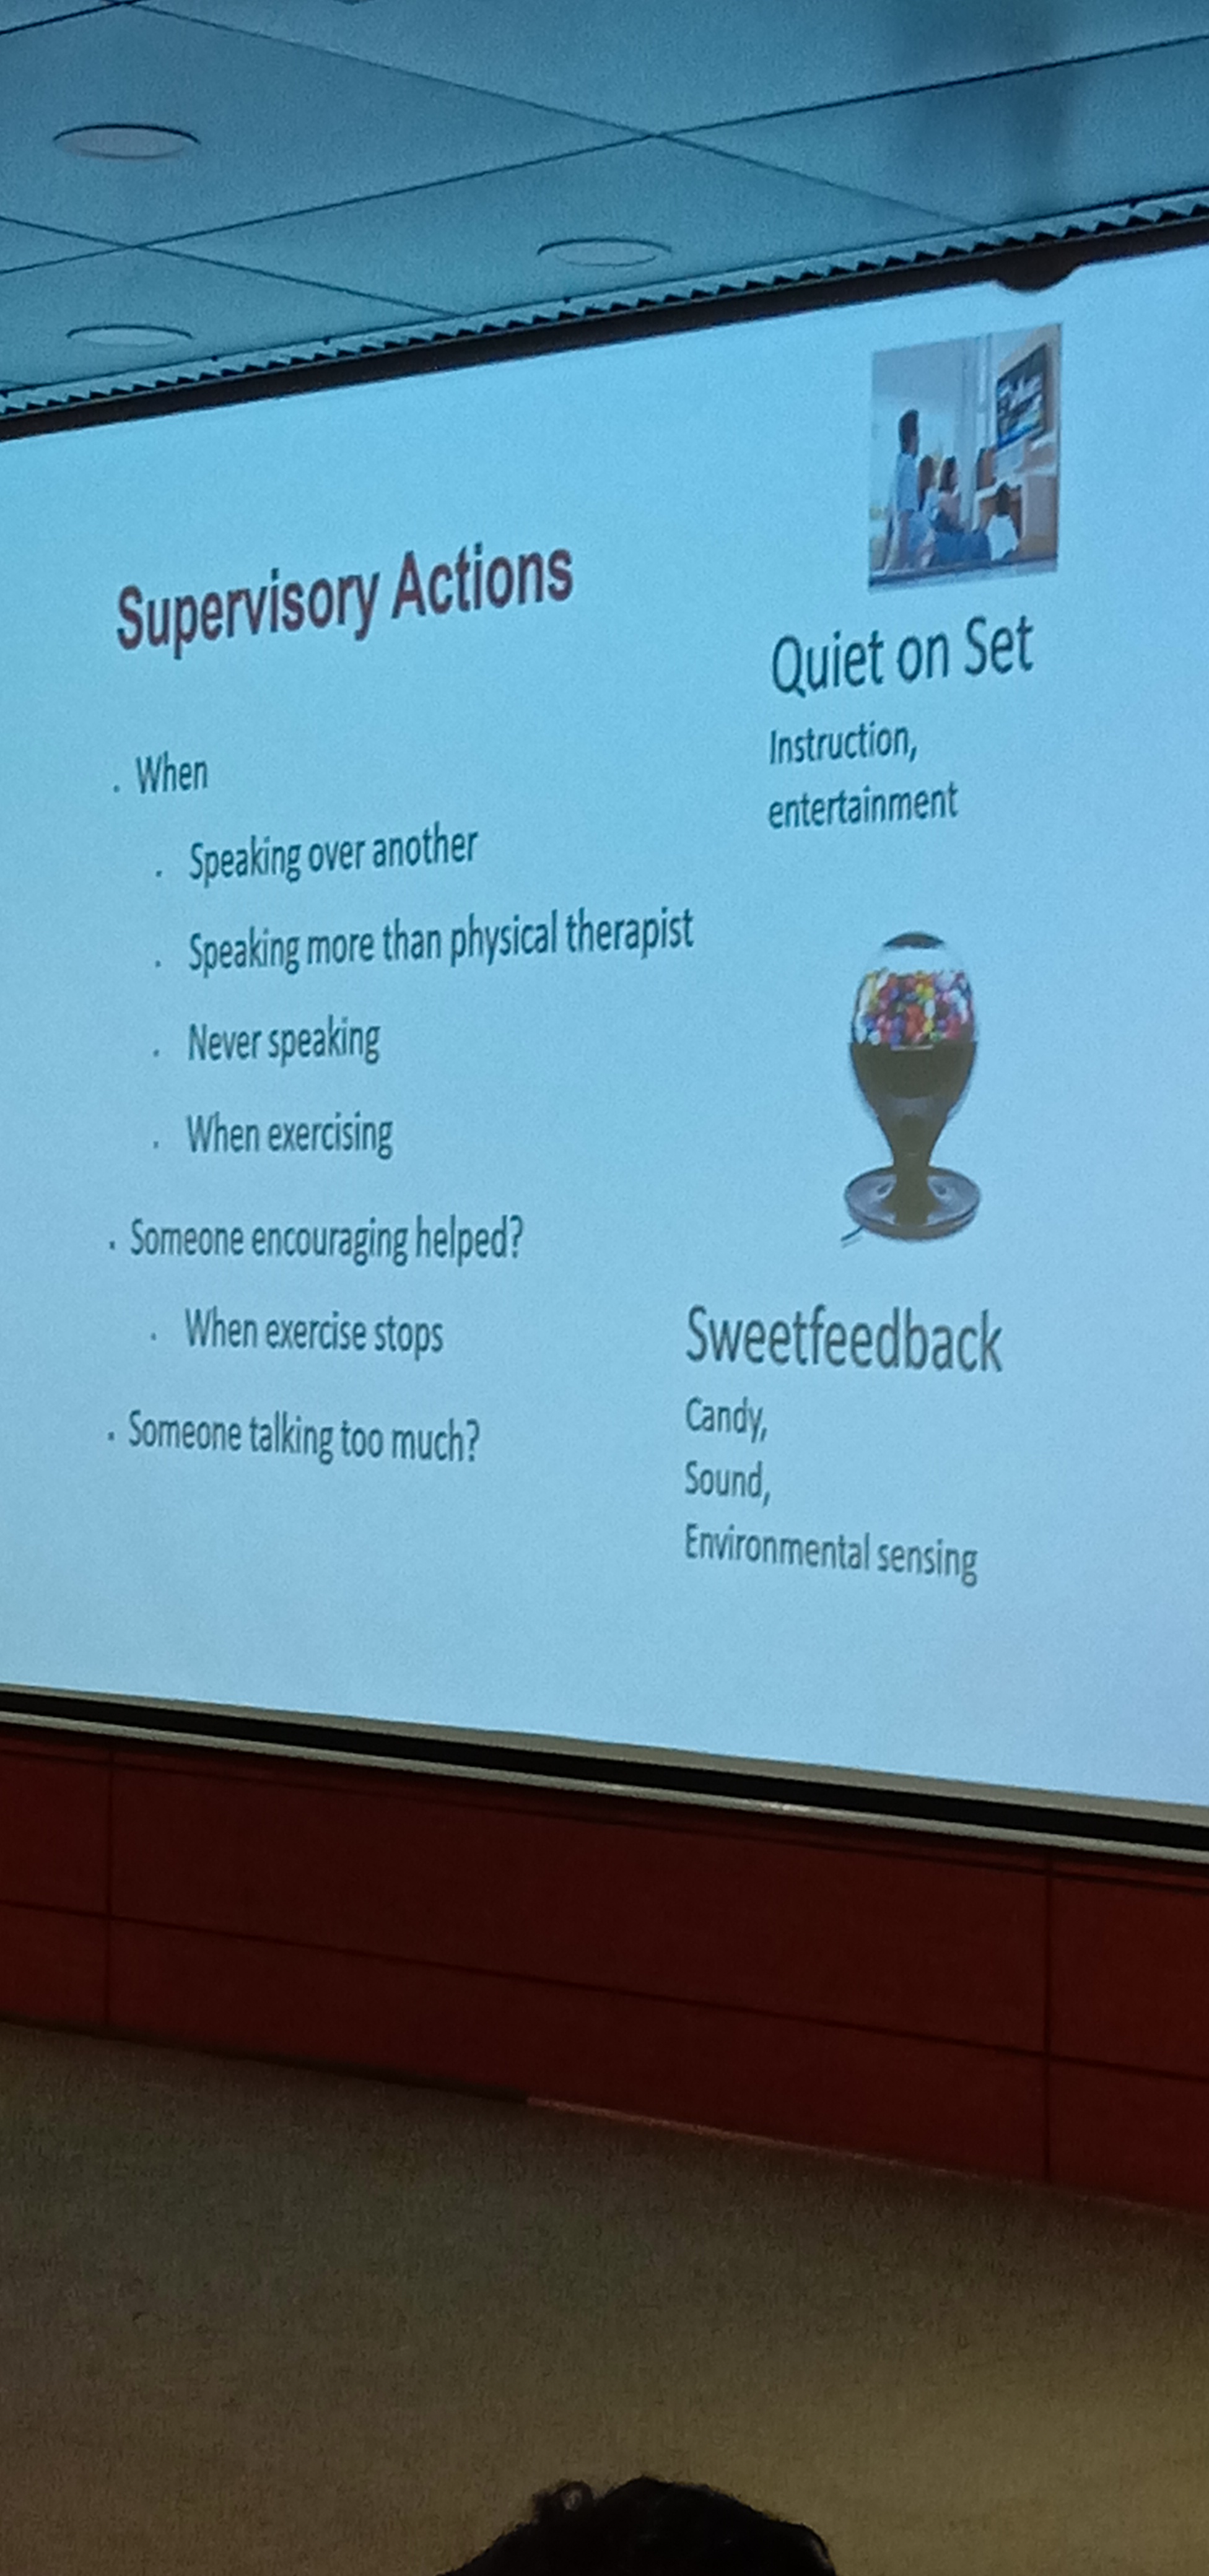 Supervisory Actions
When
Speaking over another
Speaking more than physical therapist
Never speaking
When exercising
Someone encouraging helped?
When exercise stops
Someone talking too much?
Quiet on Set
Instruction,
entertainment
Sweetfeedback
Candy,
Sound,
Environmental sensing